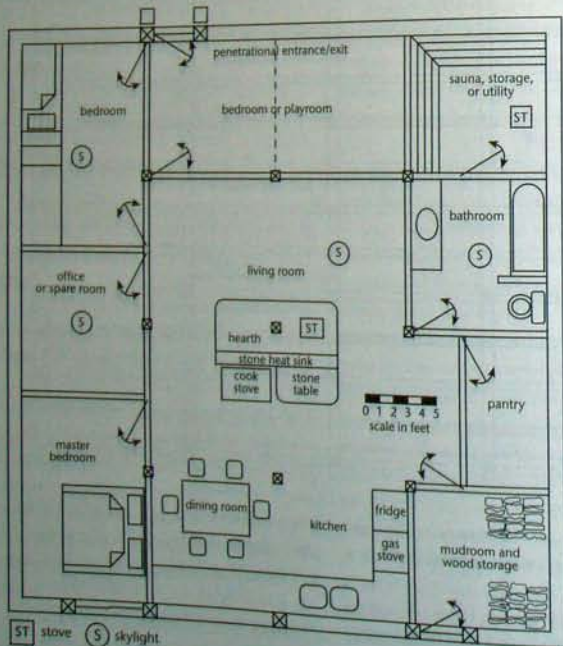 penetrational entrance/exit
sauna, storage,
or utility
ST
bedroom
bedroom or playroom
S
bathroom
S
office
or spare room
living room
S
S
hearth
ST
stone heat sink
cook
stove
stone
table
0 1 2 3 4 5
scale in feet
pantry
master
bedroom
dining room
kitchen
fridge
gas
stove
mudroom and
wood storage
ST stove S skylight